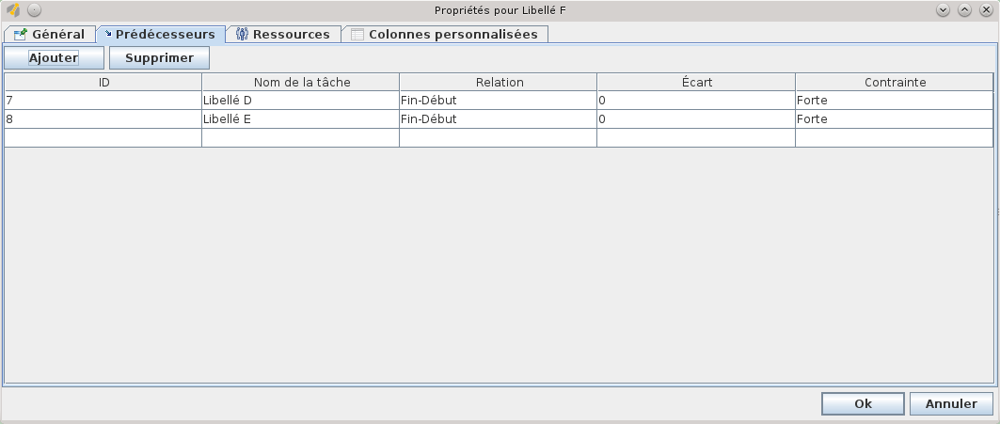 Propriétés pour Libellé F
Général Prédécesseurs Ressources Colonnes personnalisées
Ajouter Supprimer
ID Nom de la tâche Relation Écart Contrainte
7 Libellé D Fin-Début 0 Forte
8 Libellé E Fin-Début 0 Forte
Ok Annuler